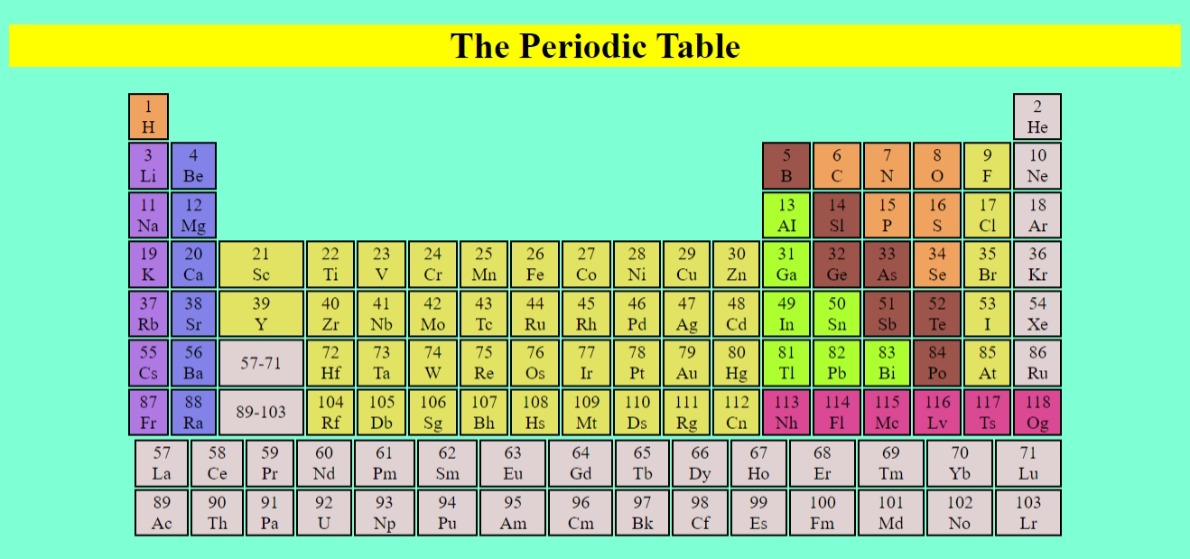 The Periodic Table
1 2
H He
3 4 5 6 7 8 9 10
Li Be B C N O F Ne
11 12 13 14 15 16 17 18
Na Mg AI Sl P S Cl Ar
19 20 21 22 23 24 25 26 27 28 29 30 31 32 33 34 35 36
K Ca Sc Ti V Cr Mn Fe Co Ni Cu Zn Ga Ge As Se Br Kr
37 38 39 40 41 42 43 44 45 46 47 48 49 50 51 52 53 54
Rb Sr Y Zr Nb Mo Tc Ru Rh Pd Ag Cd In Sn Sb Te I Xe
55 56 57-71 72 73 74 75 76 77 78 79 80 81 82 83 84 85 86
Cs Ba Hf Ta W Re Os Ir Pt Au Hg Tl Pb Bi Po At Ru
87 88 89-103 104 105 106 107 108 109 110 111 112 113 114 115 116 117 118
Fr Ra Rf Db Sg Bh Hs Mt Ds Rg Cn Nh Fl Mc Lv Ts Og
57 58 59 60 61 62 63 64 65 66 67 68 69 70 71
La Ce Pr Nd Pm Sm Eu Gd Tb Dy Ho Er Tm Yb Lu
89 90 91 92 93 94 95 96 97 98 99 100 101 102 103
Ac Th Pa U Np Pu Am Cm Bk Cf Es Fm Md No Lr